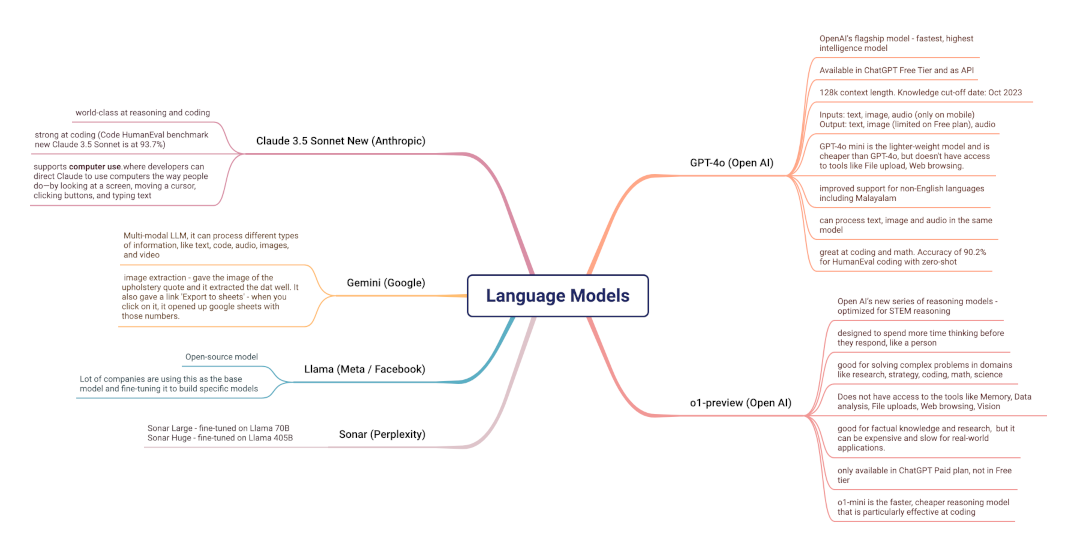 Language Models
GPT-4o (Open AI)
OpenAI's flagship model - fastest, highest
intelligence model
Available in ChatGPT Free Tier and as API
128k context length. Knowledge cut-off date: Oct 2023
Inputs: text, image, audio (only on mobile)
Output: text, image (limited on Free plan), audio
GPT-4o mini is the lighter-weight model and is
cheaper than GPT-4o, but doesn't have access
to tools like File upload, Web browsing.
improved support for non-English languages
including Malayalam
can process text, image and audio in the same
model
great at coding and math. Accuracy of 90.2%
for HumanEval coding with zero-shot
o1-preview (Open AI)
Open AI's new series of reasoning models -
optimized for STEM reasoning
designed to spend more time thinking before
they respond, like a person
good for solving complex problems in domains
like research, strategy, coding, math, science
Does not have access to the tools like Memory, Data
analysis, File uploads, Web browsing, Vision
good for factual knowledge and research,  but it
can be expensive and slow for real-world
applications.
only available in ChatGPT Paid plan, not in Free
tier
o1-mini is the faster, cheaper reasoning model
that is particularly effective at coding
Claude 3.5 Sonnet New (Anthropic)
world-class at reasoning and coding
strong at coding (Code HumanEval benchmark
new Claude 3.5 Sonnet is at 93.7%)
supports computer use where developers can
direct Claude to use computers the way people
do—by looking at a screen, moving a cursor,
clicking buttons, and typing text
Gemini (Google)
Multi-modal LLM, it can process different types
of information, like text, code, audio, images,
and video
image extraction - gave the image of the
upholstery quote and it extracted the dat well. It
also gave a link 'Export to sheets' - when you
click on it, it opened up google sheets with
those numbers.
Llama (Meta / Facebook)
Open-source model
Lot of companies are using this as the base
model and fine-tuning it to build specific models
Sonar (Perplexity)
Sonar Large - fine-tuned on Llama 70B
Sonar Huge - fine-tuned on Llama 405B